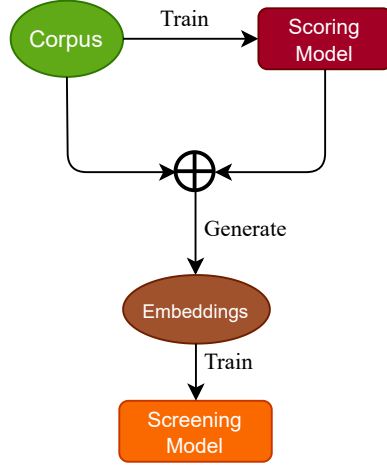 Corpus
Train
Scoring
Model
Generate
Embeddings
Train
Screening
Model